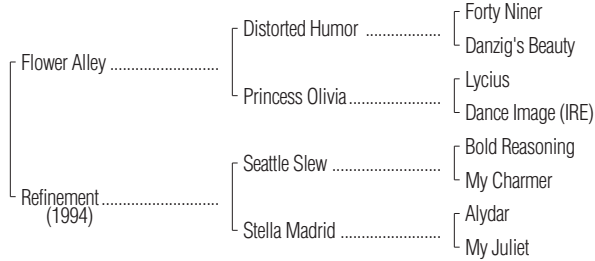 Forty Niner
Distorted Humor ..................
Danzig's Beauty
Flower Alley ..........................
Lycius
Princess Olivia......................
Dance Image (IRE)
Bold Reasoning
Seattle Slew ..........................
My Charmer
Refinement............................
(1994)
Alydar
Stella Madrid ........................
My Juliet